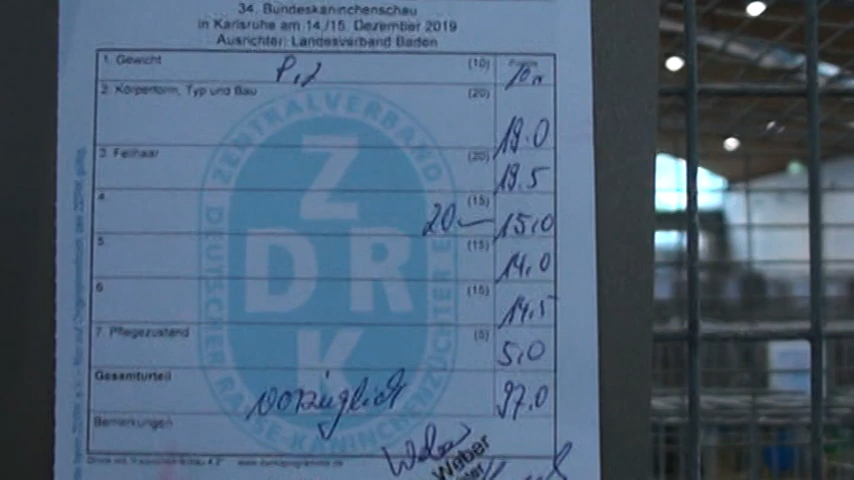 34. Bundeskaninchenschau
in Karlsruhe am 14./15. Dezember 2019
Ausrichter: Landesverband Baden
1. Gewicht (10) 10,0
2. Körperform, Typ und Bau (20) 19.0
3. Fellhaar (20) 19.5
4 (15) 20 — 15,0
5 (15) 14,0
6 (15) 14,5
7. Pflegezustand (5) 5,0
Gesamturteil vorzüglich 97.0
Bemerkungen
Weber
Weber
ZENTRALVERBAND
DEUTSCHER RASSE-KANINCHENZÜCHTER E
Z
DR
K